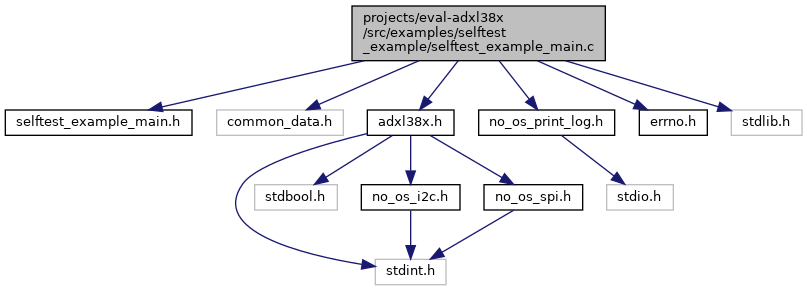 projects/eval-adxl38x
/src/examples/selftest
_example/selftest_example_main.c
selftest_example_main.h
common_data.h
adxl38x.h
no_os_print_log.h
errno.h
stdlib.h
stdbool.h
no_os_i2c.h
no_os_spi.h
stdio.h
stdint.h